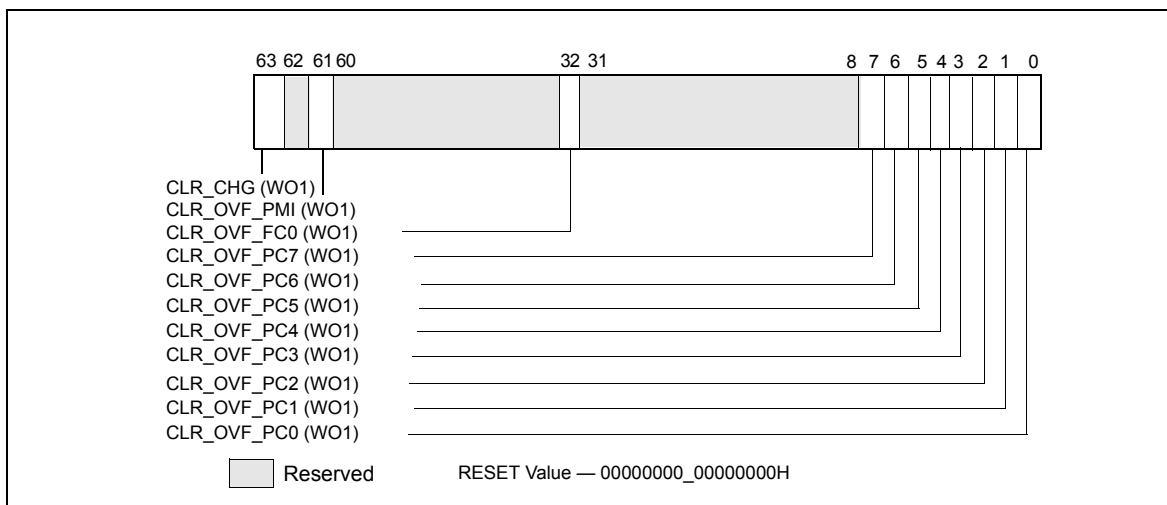 63 62 61 60 32 31 8 7 6 5 4 3 2 1 0
CLR_CHG (WO1)
CLR_OVF_PMI (WO1)
CLR_OVF_FC0 (WO1)
CLR_OVF_PC7 (WO1)
CLR_OVF_PC6 (WO1)
CLR_OVF_PC5 (WO1)
CLR_OVF_PC4 (WO1)
CLR_OVF_PC3 (WO1)
CLR_OVF_PC2 (WO1)
CLR_OVF_PC1 (WO1)
CLR_OVF_PC0 (WO1)
Reserved RESET Value — 00000000_00000000H